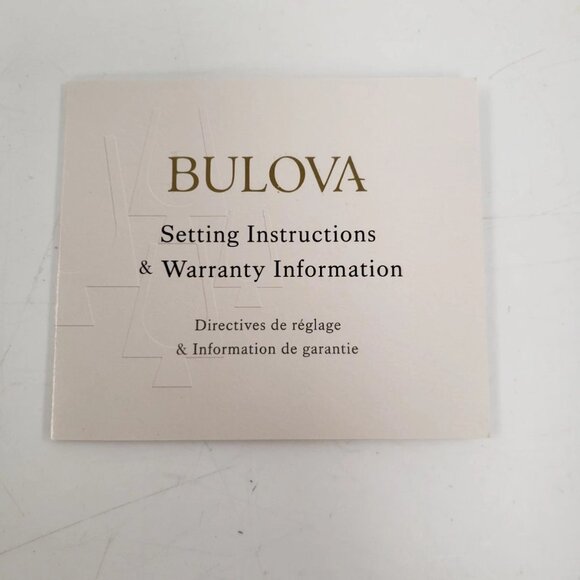 BULOVA
Setting Instructions
& Warranty Information
Directives de réglage
& Information de garantie